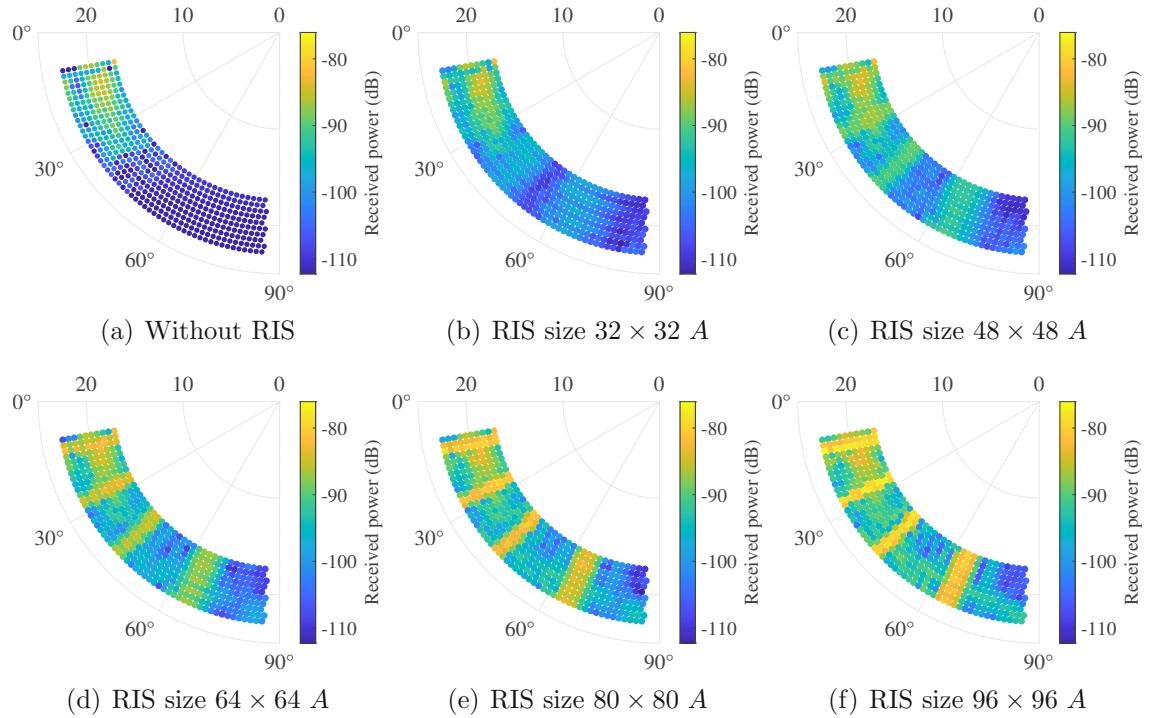 20 10 0
0°
30°
60°
90°
-80
-90
-100
-110
Received power (dB)
(a) Without RIS
20 10 0
0°
30°
60°
90°
-80
-90
-100
-110
Received power (dB)
(b) RIS size 32 × 32 A
20 10 0
0°
30°
60°
90°
-80
-90
-100
-110
Received power (dB)
(c) RIS size 48 × 48 A
20 10 0
0°
30°
60°
90°
-80
-90
-100
-110
Received power (dB)
(d) RIS size 64 × 64 A
20 10 0
0°
30°
60°
90°
-80
-90
-100
-110
Received power (dB)
(e) RIS size 80 × 80 A
20 10 0
0°
30°
60°
90°
-80
-90
-100
-110
Received power (dB)
(f) RIS size 96 × 96 A